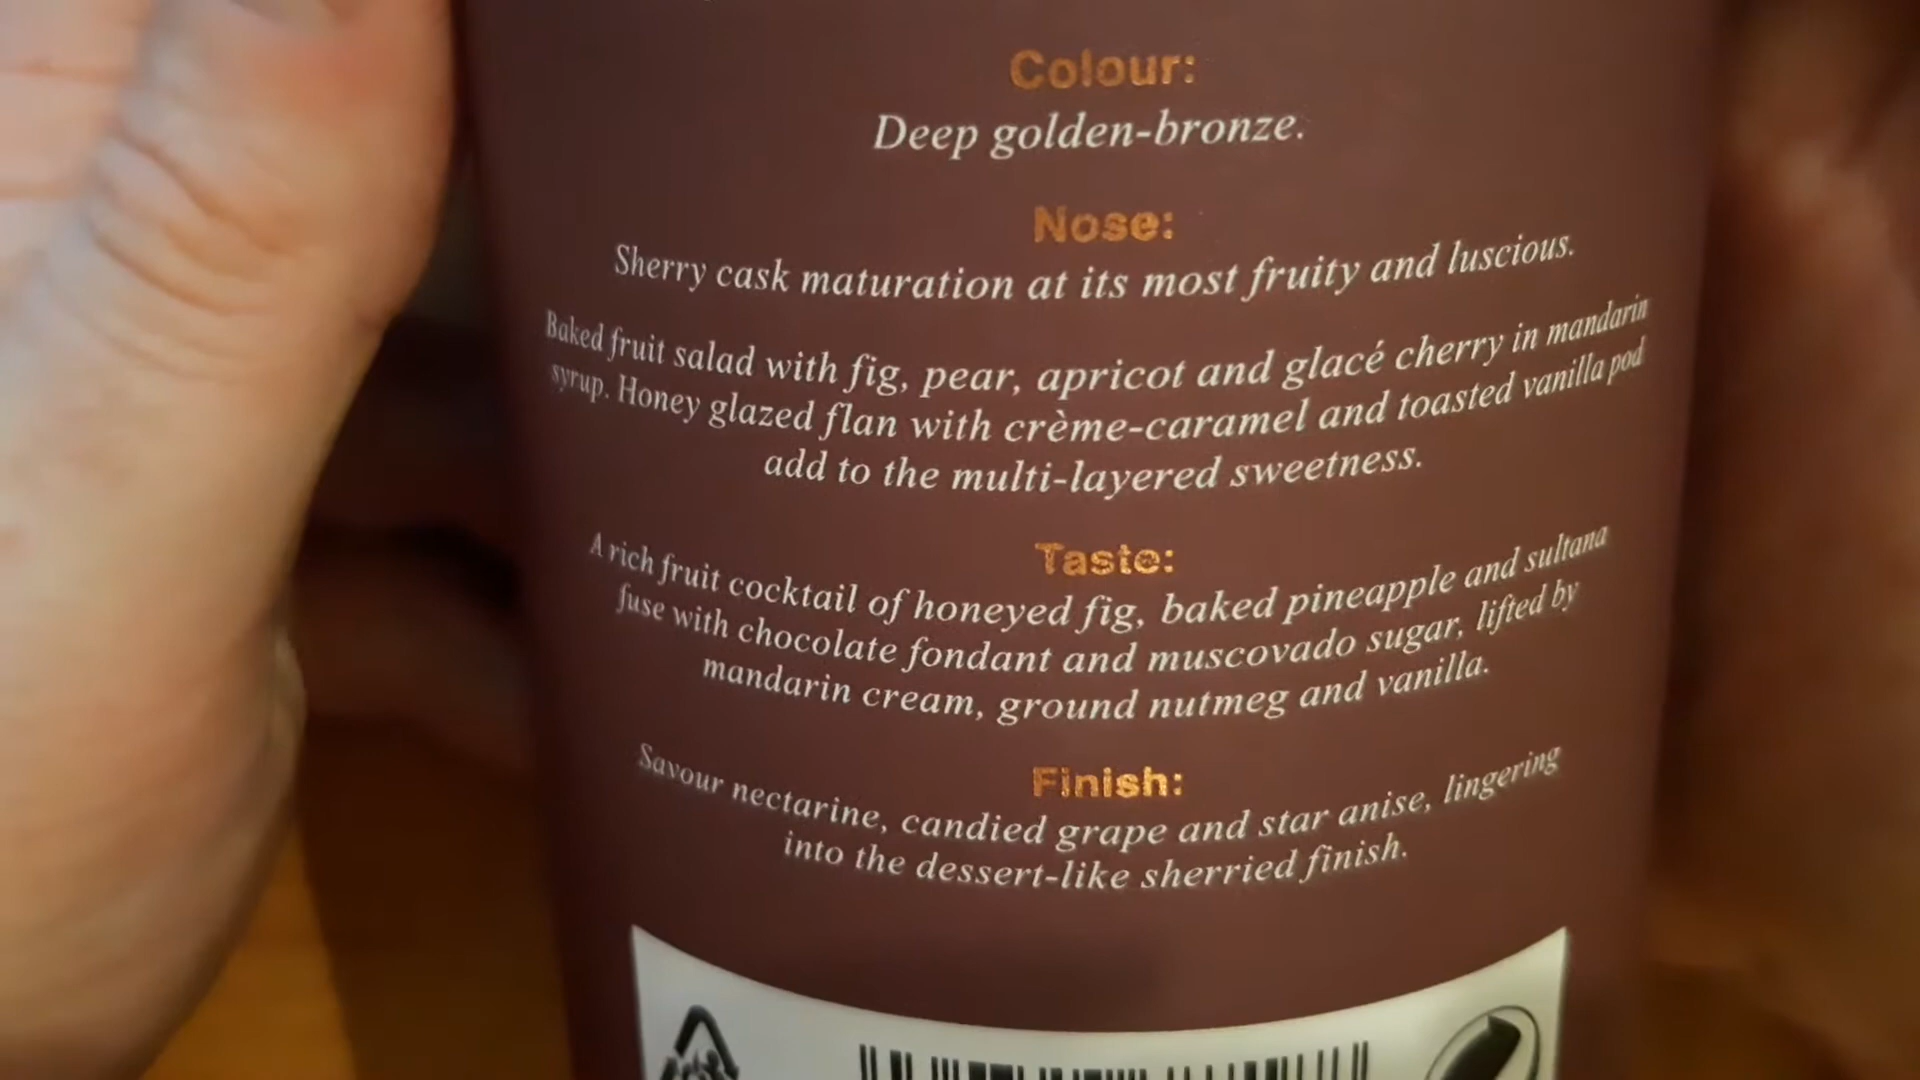 Colour:
Deep golden-bronze.
Nose:
Sherry cask maturation at its most fruity and luscious.
Baked fruit salad with fig, pear, apricot and glacé cherry in mandarin
syrup. Honey glazed flan with crème-caramel and toasted vanilla pod
add to the multi-layered sweetness.
Taste:
A rich fruit cocktail of honeyed fig, baked pineapple and sultana
fuse with chocolate fondant and muscovado sugar, lifted by
mandarin cream, ground nutmeg and vanilla.
Finish:
Savour nectarine, candied grape and star anise, lingering
into the dessert-like sherried finish.